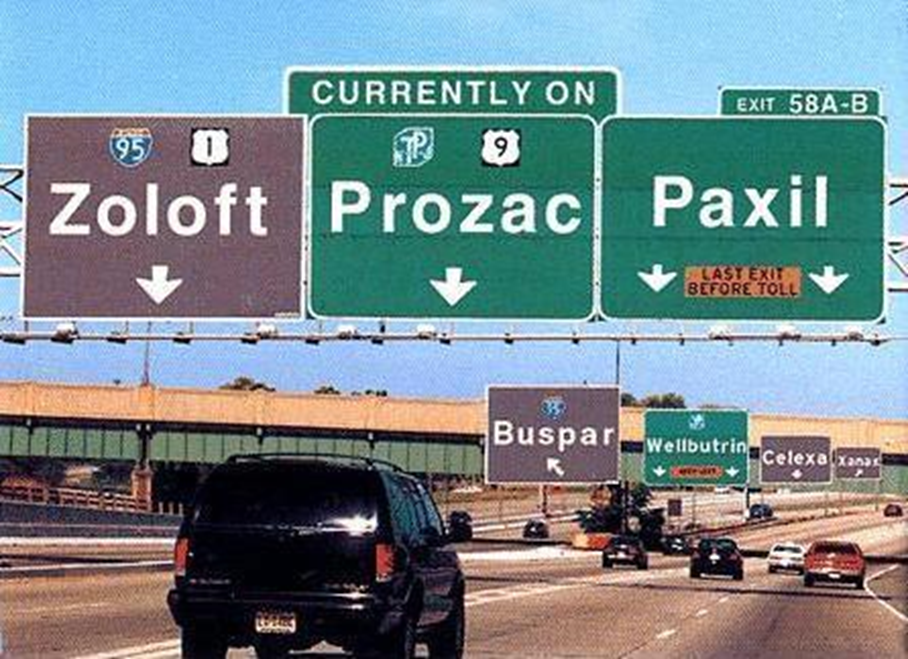 CURRENTLY ON
EXIT 58A-B
95
1
Zoloft
9
Prozac
Paxil
LAST EXIT
BEFORE TOLL
Buspar
Wellbutrin
Celexa
Xanax